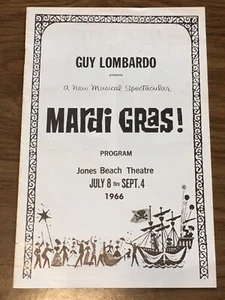 GUY LOMBARDO
presents
A New Musical Spectacular
MARdi GRAS!
PROGRAM
Jones Beach Theatre
JULY 8 thru SEPT. 4
1966